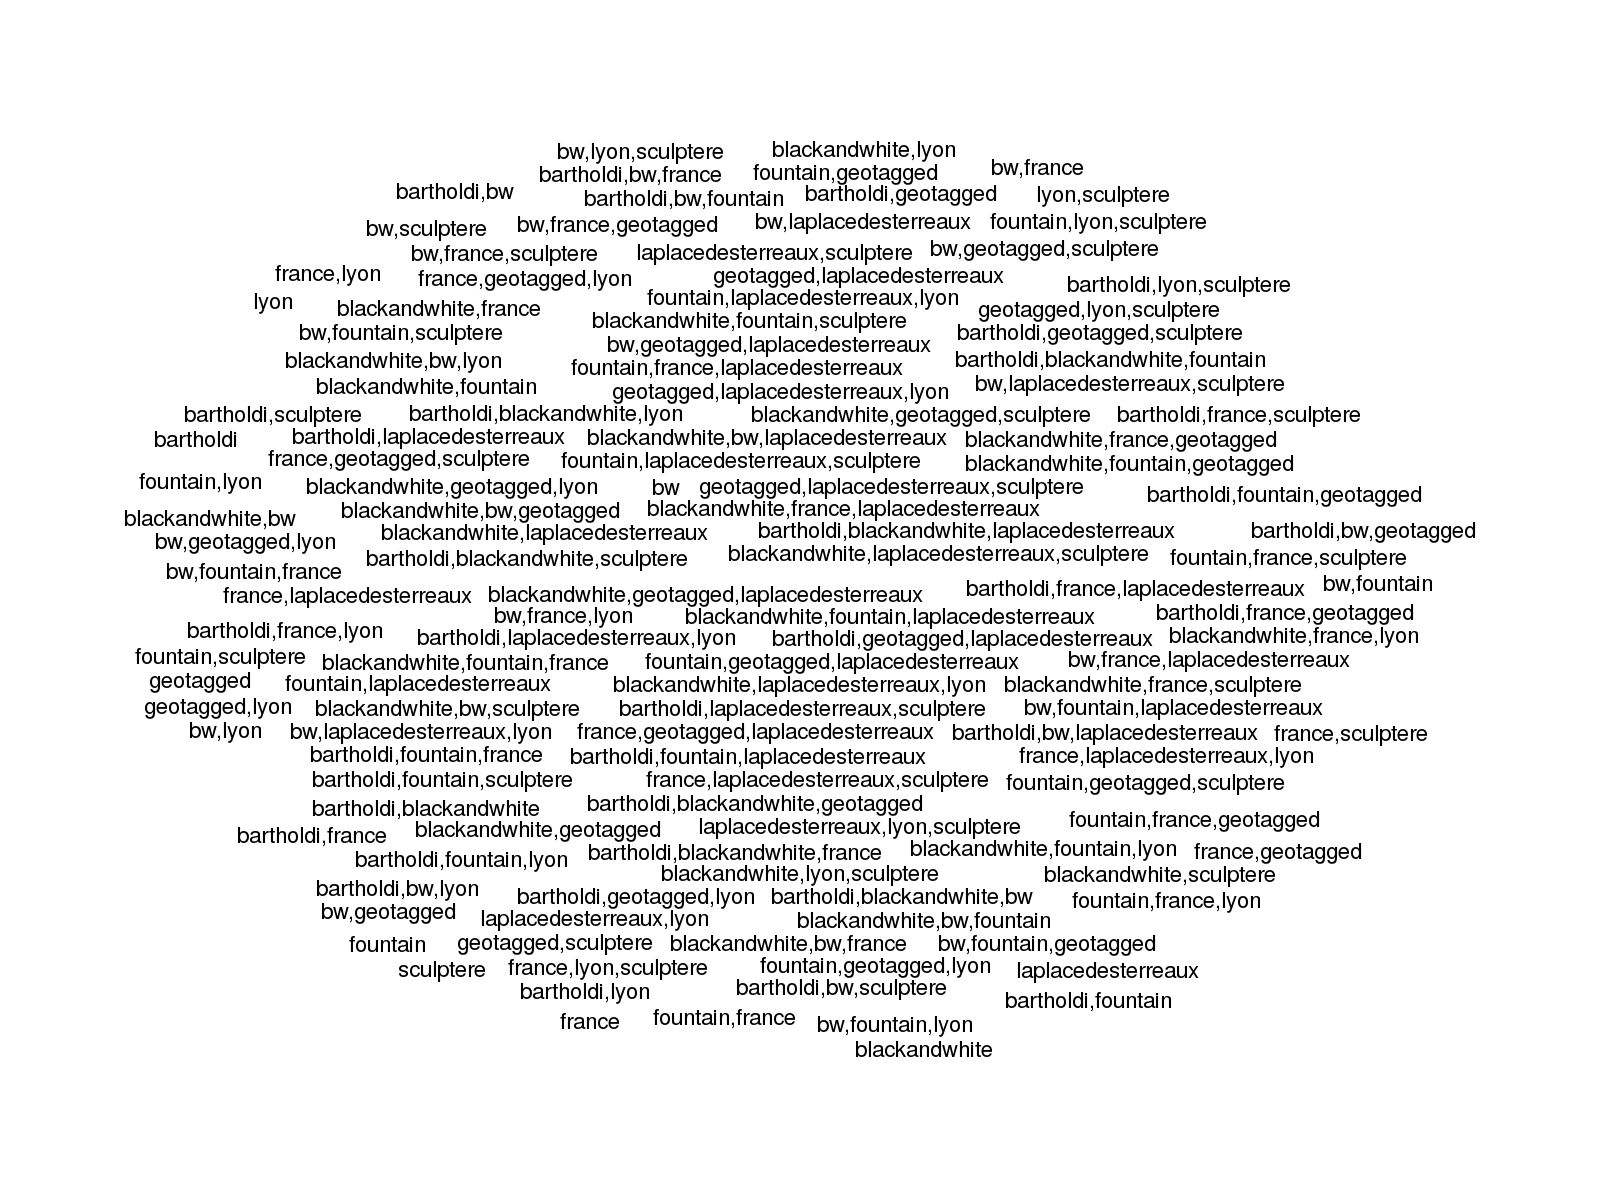 bw,lyon,sculptere blackandwhite,lyon
bartholdi,bw,france fountain,geotagged bw,france
bartholdi,bw bartholdi,bw,fountain bartholdi,geotagged lyon,sculptere
bw,sculptere bw,france,geotagged bw,laplacedesterreaux fountain,lyon,sculptere
bw,france,sculptere laplacedesterreaux,sculptere bw,geotagged,sculptere
france,lyon france,geotagged,lyon geotagged,laplacedesterreaux bartholdi,lyon,sculptere
lyon blackandwhite,france fountain,laplacedesterreaux,lyon geotagged,lyon,sculptere
bw,fountain,sculptere blackandwhite,fountain,sculptere bartholdi,geotagged,sculptere
blackandwhite,bw,lyon bw,geotagged,laplacedesterreaux bartholdi,blackandwhite,fountain
blackandwhite,fountain fountain,france,laplacedesterreaux bw,laplacedesterreaux,sculptere
geotagged,laplacedesterreaux,lyon
bartholdi,sculptere bartholdi,blackandwhite,lyon blackandwhite,geotagged,sculptere bartholdi,france,sculptere
bartholdi bartholdi,laplacedesterreaux blackandwhite,bw,laplacedesterreaux blackandwhite,france,geotagged
france,geotagged,sculptere fountain,laplacedesterreaux,sculptere blackandwhite,fountain,geotagged
fountain,lyon blackandwhite,geotagged,lyon bw geotagged,laplacedesterreaux,sculptere bartholdi,fountain,geotagged
blackandwhite,bw blackandwhite,bw,geotagged blackandwhite,france,laplacedesterreaux
bw,geotagged,lyon blackandwhite,laplacedesterreaux bartholdi,blackandwhite,laplacedesterreaux bartholdi,bw,geotagged
bartholdi,blackandwhite,sculptere blackandwhite,laplacedesterreaux,sculptere fountain,france,sculptere
bw,fountain,france bw,fountain
france,laplacedesterreaux blackandwhite,geotagged,laplacedesterreaux bartholdi,france,laplacedesterreaux
bw,france,lyon blackandwhite,fountain,laplacedesterreaux bartholdi,france,geotagged
bartholdi,france,lyon bartholdi,laplacedesterreaux,lyon bartholdi,geotagged,laplacedesterreaux blackandwhite,france,lyon
fountain,sculptere blackandwhite,fountain,france fountain,geotagged,laplacedesterreaux bw,france,laplacedesterreaux
geotagged fountain,laplacedesterreaux blackandwhite,laplacedesterreaux,lyon blackandwhite,france,sculptere
geotagged,lyon blackandwhite,bw,sculptere bartholdi,laplacedesterreaux,sculptere bw,fountain,laplacedesterreaux
bw,lyon bw,laplacedesterreaux,lyon france,geotagged,laplacedesterreaux bartholdi,bw,laplacedesterreaux france,sculptere
bartholdi,fountain,france bartholdi,fountain,laplacedesterreaux france,laplacedesterreaux,lyon
bartholdi,fountain,sculptere france,laplacedesterreaux,sculptere fountain,geotagged,sculptere
bartholdi,blackandwhite bartholdi,blackandwhite,geotagged
bartholdi,france blackandwhite,geotagged laplacedesterreaux,lyon,sculptere fountain,france,geotagged
bartholdi,fountain,lyon bartholdi,blackandwhite,france blackandwhite,fountain,lyon france,geotagged
blackandwhite,lyon,sculptere blackandwhite,sculptere
bartholdi,bw,lyon bartholdi,geotagged,lyon bartholdi,blackandwhite,bw fountain,france,lyon
bw,geotagged laplacedesterreaux,lyon blackandwhite,bw,fountain
fountain geotagged,sculptere blackandwhite,bw,france bw,fountain,geotagged
sculptere france,lyon,sculptere fountain,geotagged,lyon laplacedesterreaux
bartholdi,lyon bartholdi,bw,sculptere bartholdi,fountain
france fountain,france bw,fountain,lyon
blackandwhite